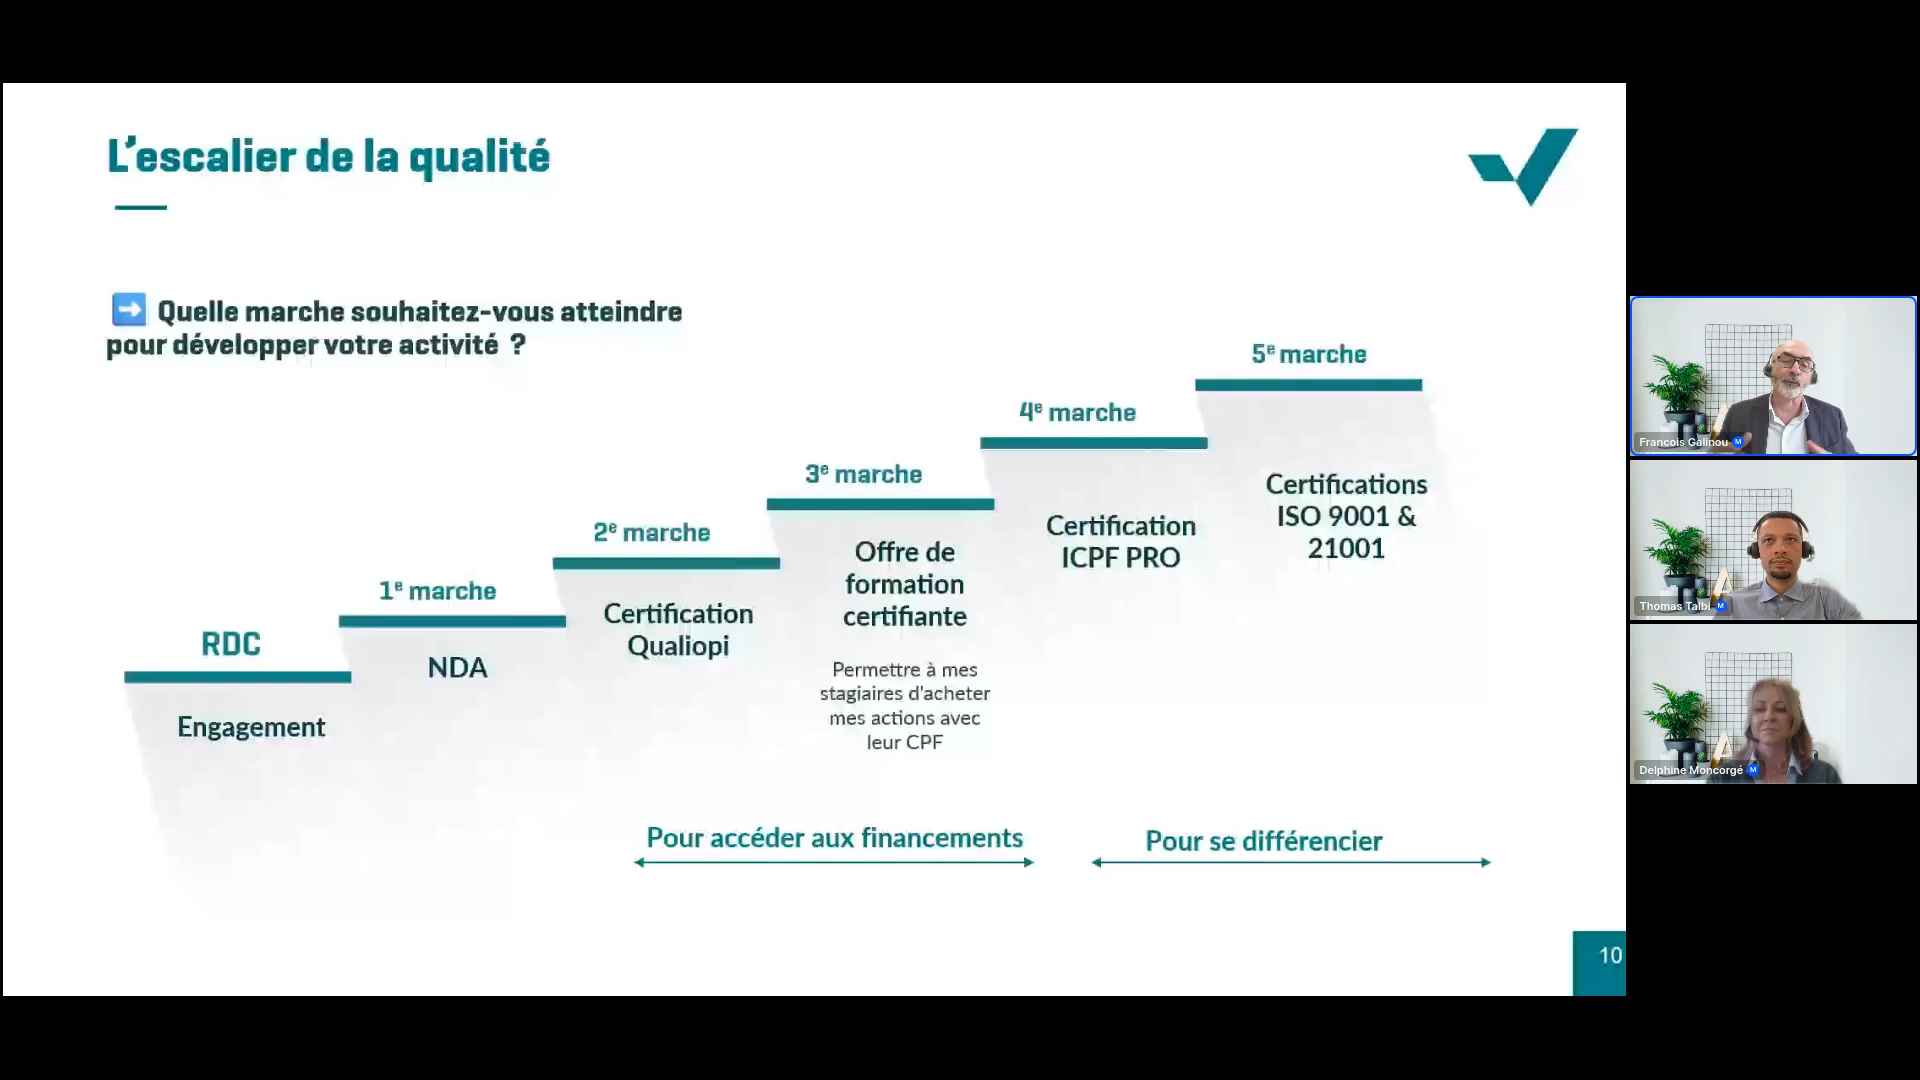 L’escalier de la qualité
➡️ Quelle marche souhaitez-vous atteindre
pour développer votre activité ?
RDC
Engagement
1e marche
NDA
2e marche
Certification
Qualiopi
3e marche
Offre de
formation
certifiante
Permettre à mes
stagiaires d'acheter
mes actions avec
leur CPF
4e marche
Certification
ICPF PRO
5e marche
Certifications
ISO 9001 &
21001
Pour accéder aux financements
Pour se différencier
10
Francois Galinou M
Thomas Talbi M
Delphine Moncorgé M